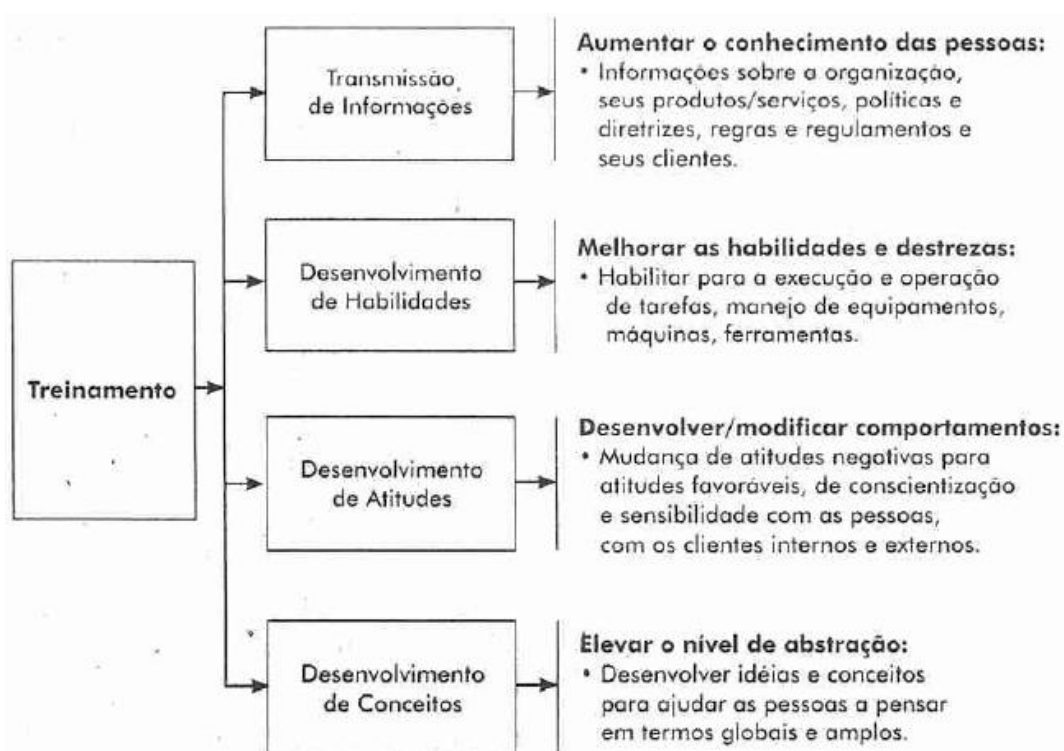 Treinamento
Transmissão
de Informações
Aumentar o conhecimento das pessoas:
• Informações sobre a organização,
seus produtos/serviços, políticas e
diretrizes, regras e regulamentos e
seus clientes.
Desenvolvimento
de Habilidades
Melhorar as habilidades e destrezas:
• Habilitar para a execução e operação
de tarefas, manejo de equipamentos,
máquinas, ferramentas.
Desenvolvimento
de Atitudes
Desenvolver/modificar comportamentos:
• Mudança de atitudes negativas para
atitudes favoráveis, de conscientização
e sensibilidade com as pessoas,
com os clientes internos e externos.
Desenvolvimento
de Conceitos
Elevar o nível de abstração:
• Desenvolver idéias e conceitos
para ajudar as pessoas a pensar
em termos globais e amplos.